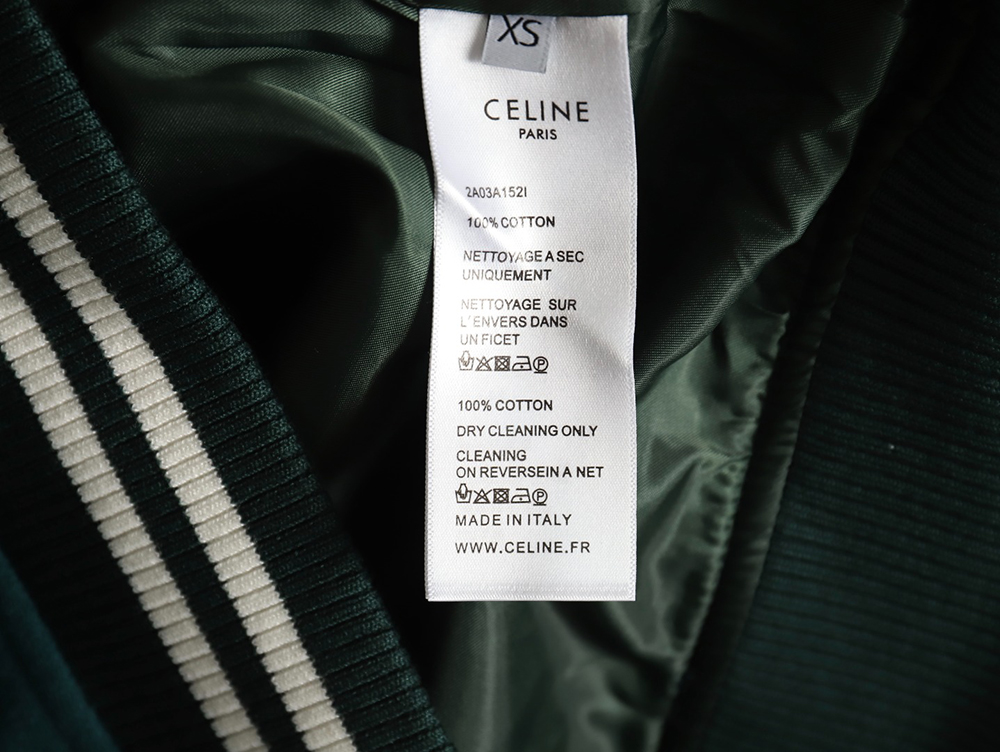 XS
CELINE
PARIS
2A03A152I
100% COTTON
NETTOYAGE A SEC
UNIQUEMENT
NETTOYAGE SUR
L'ENVERS DANS
UN FICET
100% COTTON
DRY CLEANING ONLY
CLEANING
ON REVERSEIN A NET
MADE IN ITALY
WWW.CELINE.FR